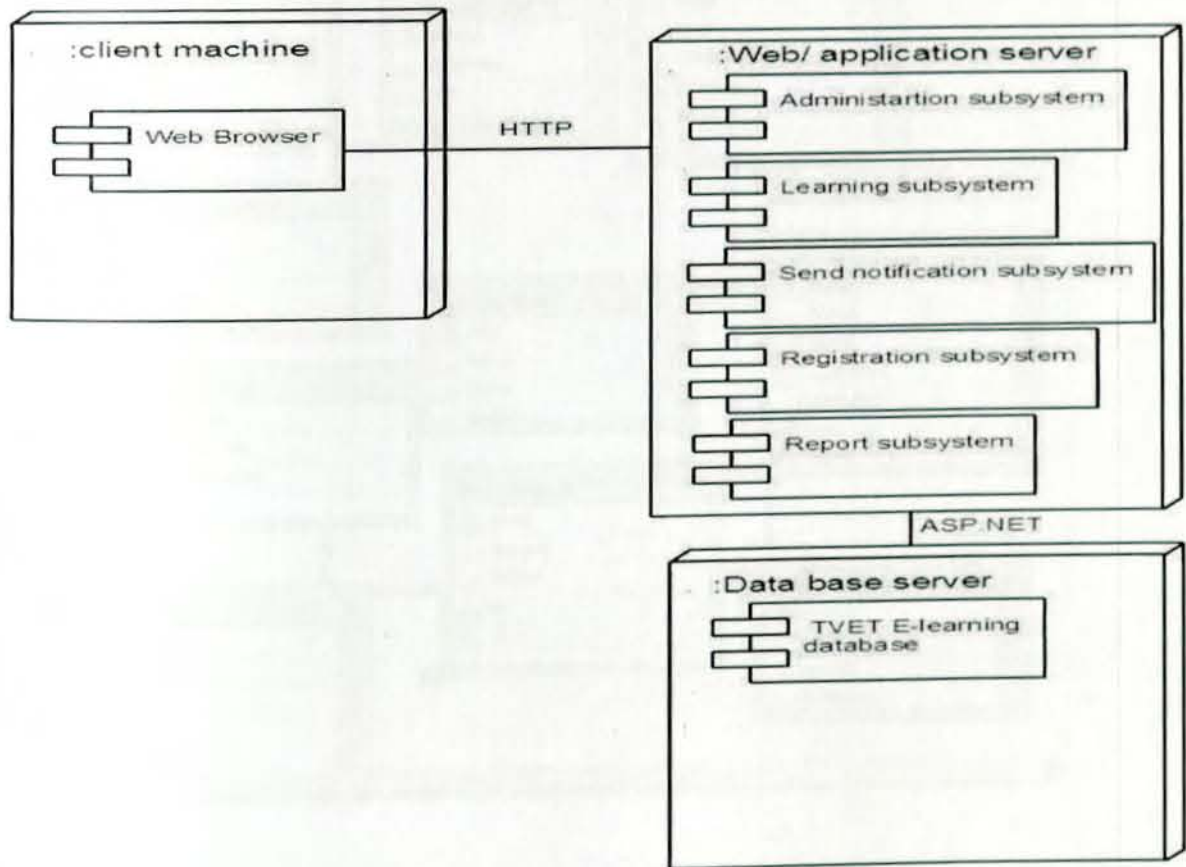 :client machine
Web Browser
HTTP
:Web/ application server
Administartion subsystem
Learning subsystem
Send notification subsystem
Registration subsystem
Report subsystem
ASP.NET
:Data base server
TVET E-learning
database